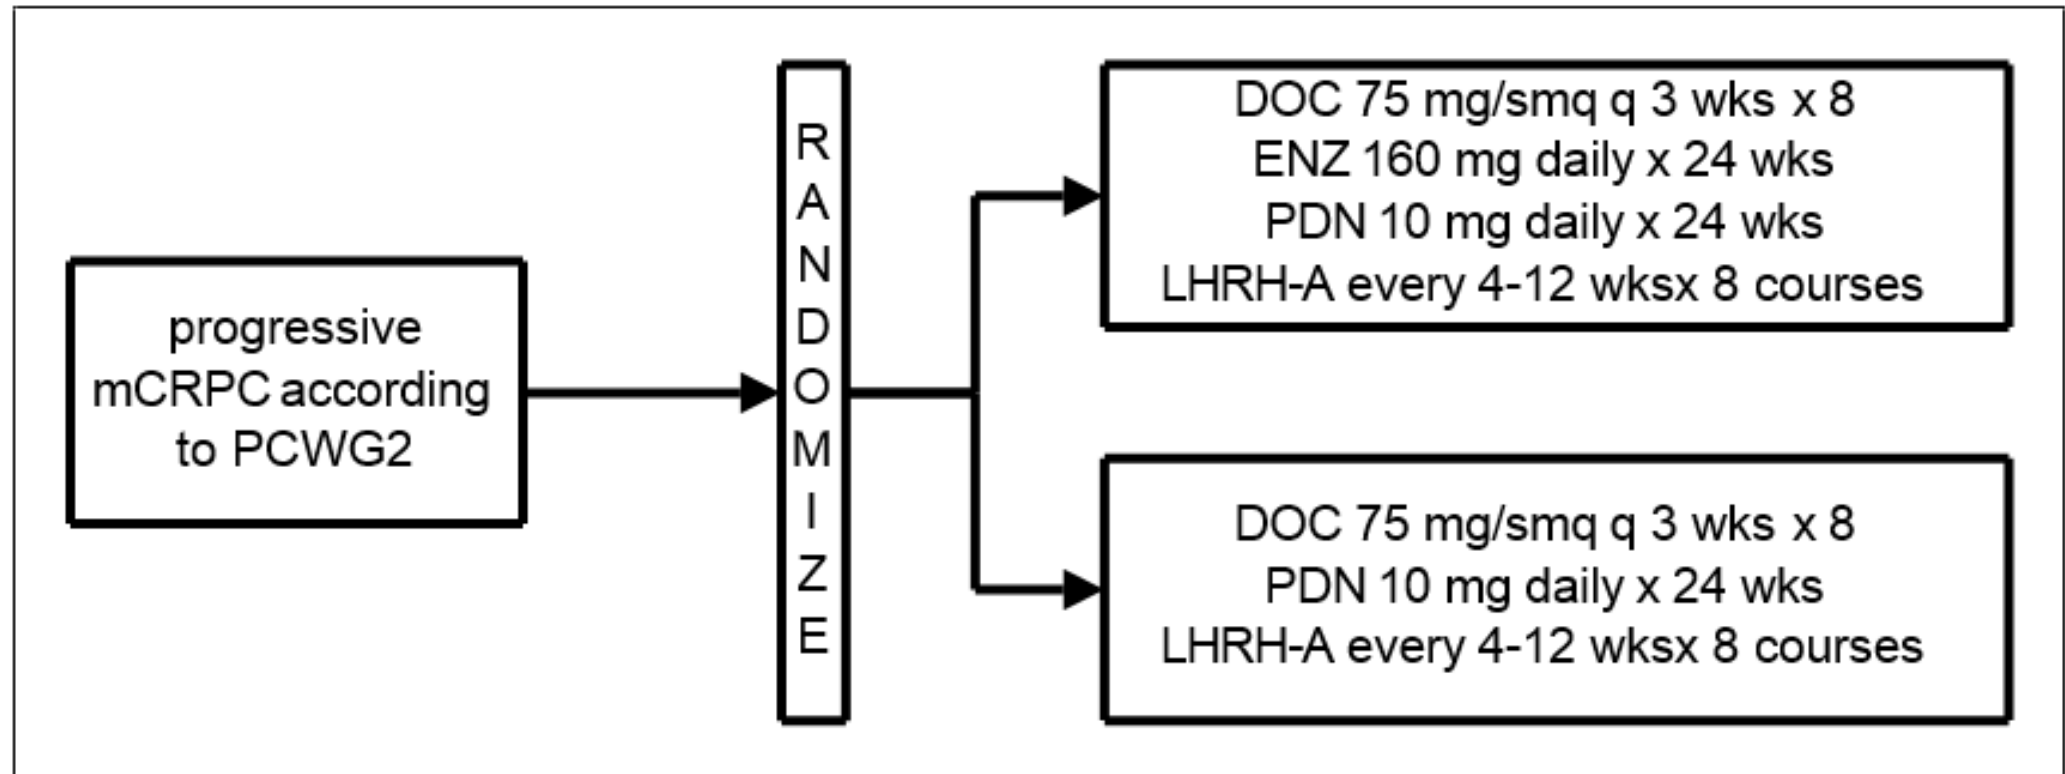 progressive
mCRPC according
to PCWG2
R
A
N
D
O
M
I
Z
E
DOC 75 mg/smq q 3 wks x 8
ENZ 160 mg daily x 24 wks
PDN 10 mg daily x 24 wks
LHRH-A every 4-12 wksx 8 courses
DOC 75 mg/smq q 3 wks x 8
PDN 10 mg daily x 24 wks
LHRH-A every 4-12 wksx 8 courses